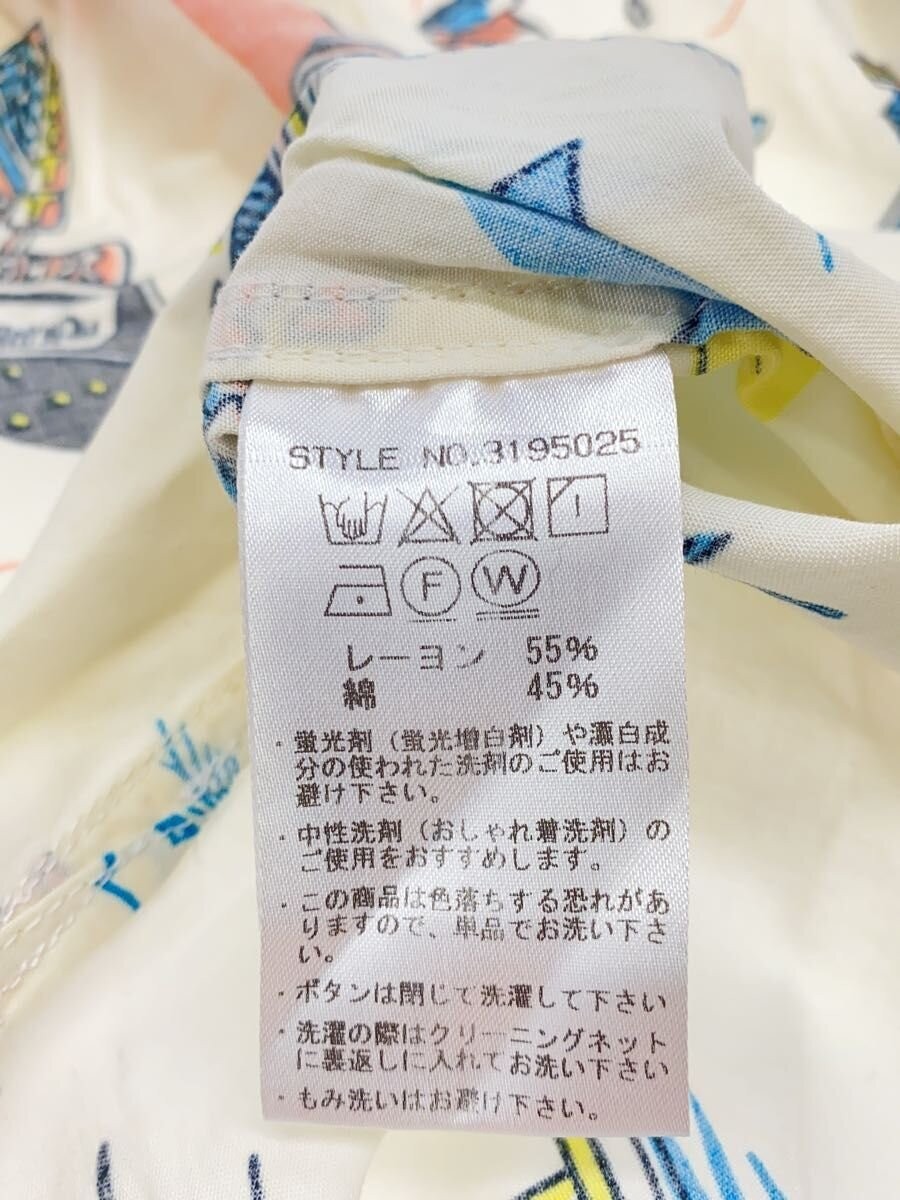 STYLE NO.3195025
F W
レーヨン 55%
綿 45%
・蛍光剤（蛍光増白剤）や漂白成
分の使われた洗剤のご使用はお
避け下さい。
・中性洗剤（おしゃれ着洗剤）の
ご使用をおすすめします。
・この商品は色落ちする恐れがあ
りますので、単品でお洗い下さ
い。
・ボタンは閉じて洗濯して下さい
・洗濯の際はクリーニングネット
に裏返しに入れてお洗い下さい
・もみ洗いはお避け下さい。